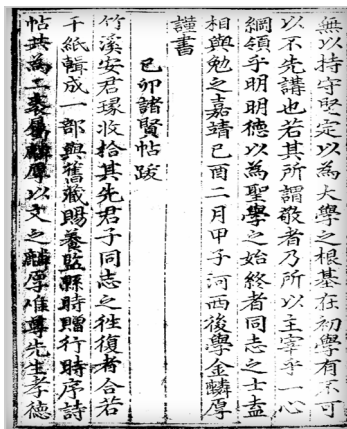 無以持守堅定以為大學之根基在初學有不可
以不先講也若其所謂敬者乃所以主宰乎一心
綱領乎明明德以為聖學之始終者同志之士盍
相與勉之嘉靖己酉二月甲子河西後學金麟厚
謹書
己卯諸賢帖跋
竹溪安君瑑收拾其先君子同志之往復者合若
干紙輯成一部與舊藏賜養監縣時贈行時序詩
帖共為二袠屬麟厚以文之麟厚堆尊先生孝德